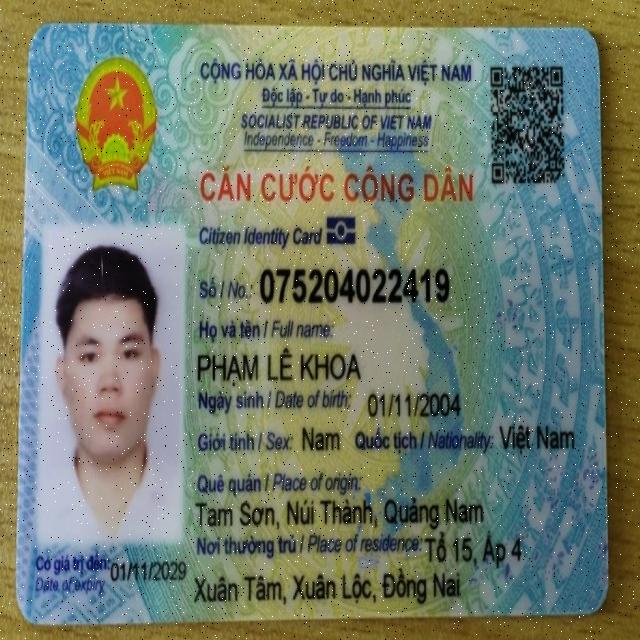 CỘNG HÒA XÃ HỘI CHỦ NGHĨA VIỆT NAM
Độc lập - Tự do - Hạnh phúc
SOCIALIST REPUBLIC OF VIET NAM
Independence - Freedom - Happiness
CĂN CƯỚC CÔNG DÂN
Citizen Identity Card
Số / No.: 075204022419
Họ và tên / Full name:
PHẠM LÊ KHOA
Ngày sinh / Date of birth: 01/11/2004
Giới tính / Sex: Nam Quốc tịch / Nationality: Việt Nam
Quê quán / Place of origin:
Tam Sơn, Núi Thành, Quảng Nam
Nơi thường trú / Place of residence: Tổ 15, Ấp 4
Xuân Tâm, Xuân Lộc, Đồng Nai
Có giá trị đến: 01/11/2029
Date of expiry